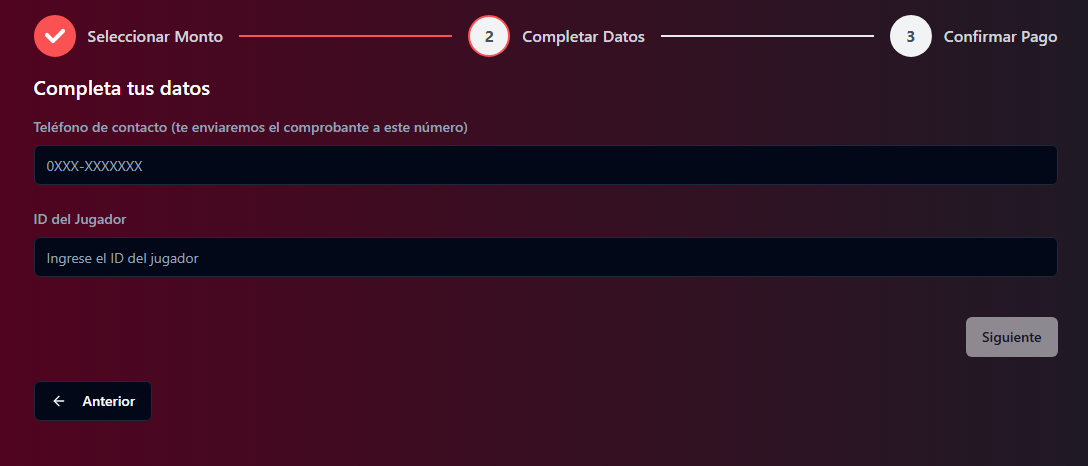 Seleccionar Monto
2
Completar Datos
3
Confirmar Pago
Completa tus datos
Teléfono de contacto (te enviaremos el comprobante a este número)
0XXX-XXXXXXX
ID del Jugador
Ingrese el ID del jugador
Siguiente
Anterior